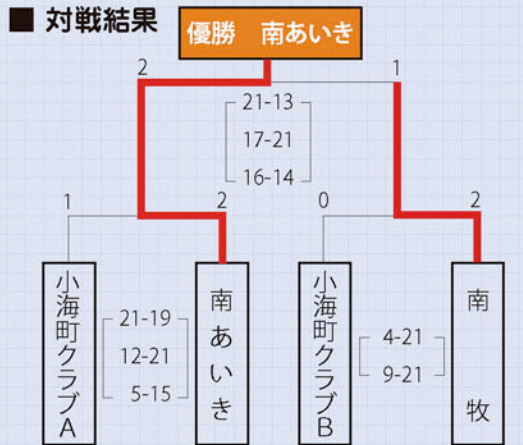 ■ 対戦結果
優勝　南あいき
2
1
21-13
17-21
16-14
1
2
0
2
小海町クラブA
21-19
12-21
5-15
南あいき
小海町クラブB
4-21
9-21
南牧